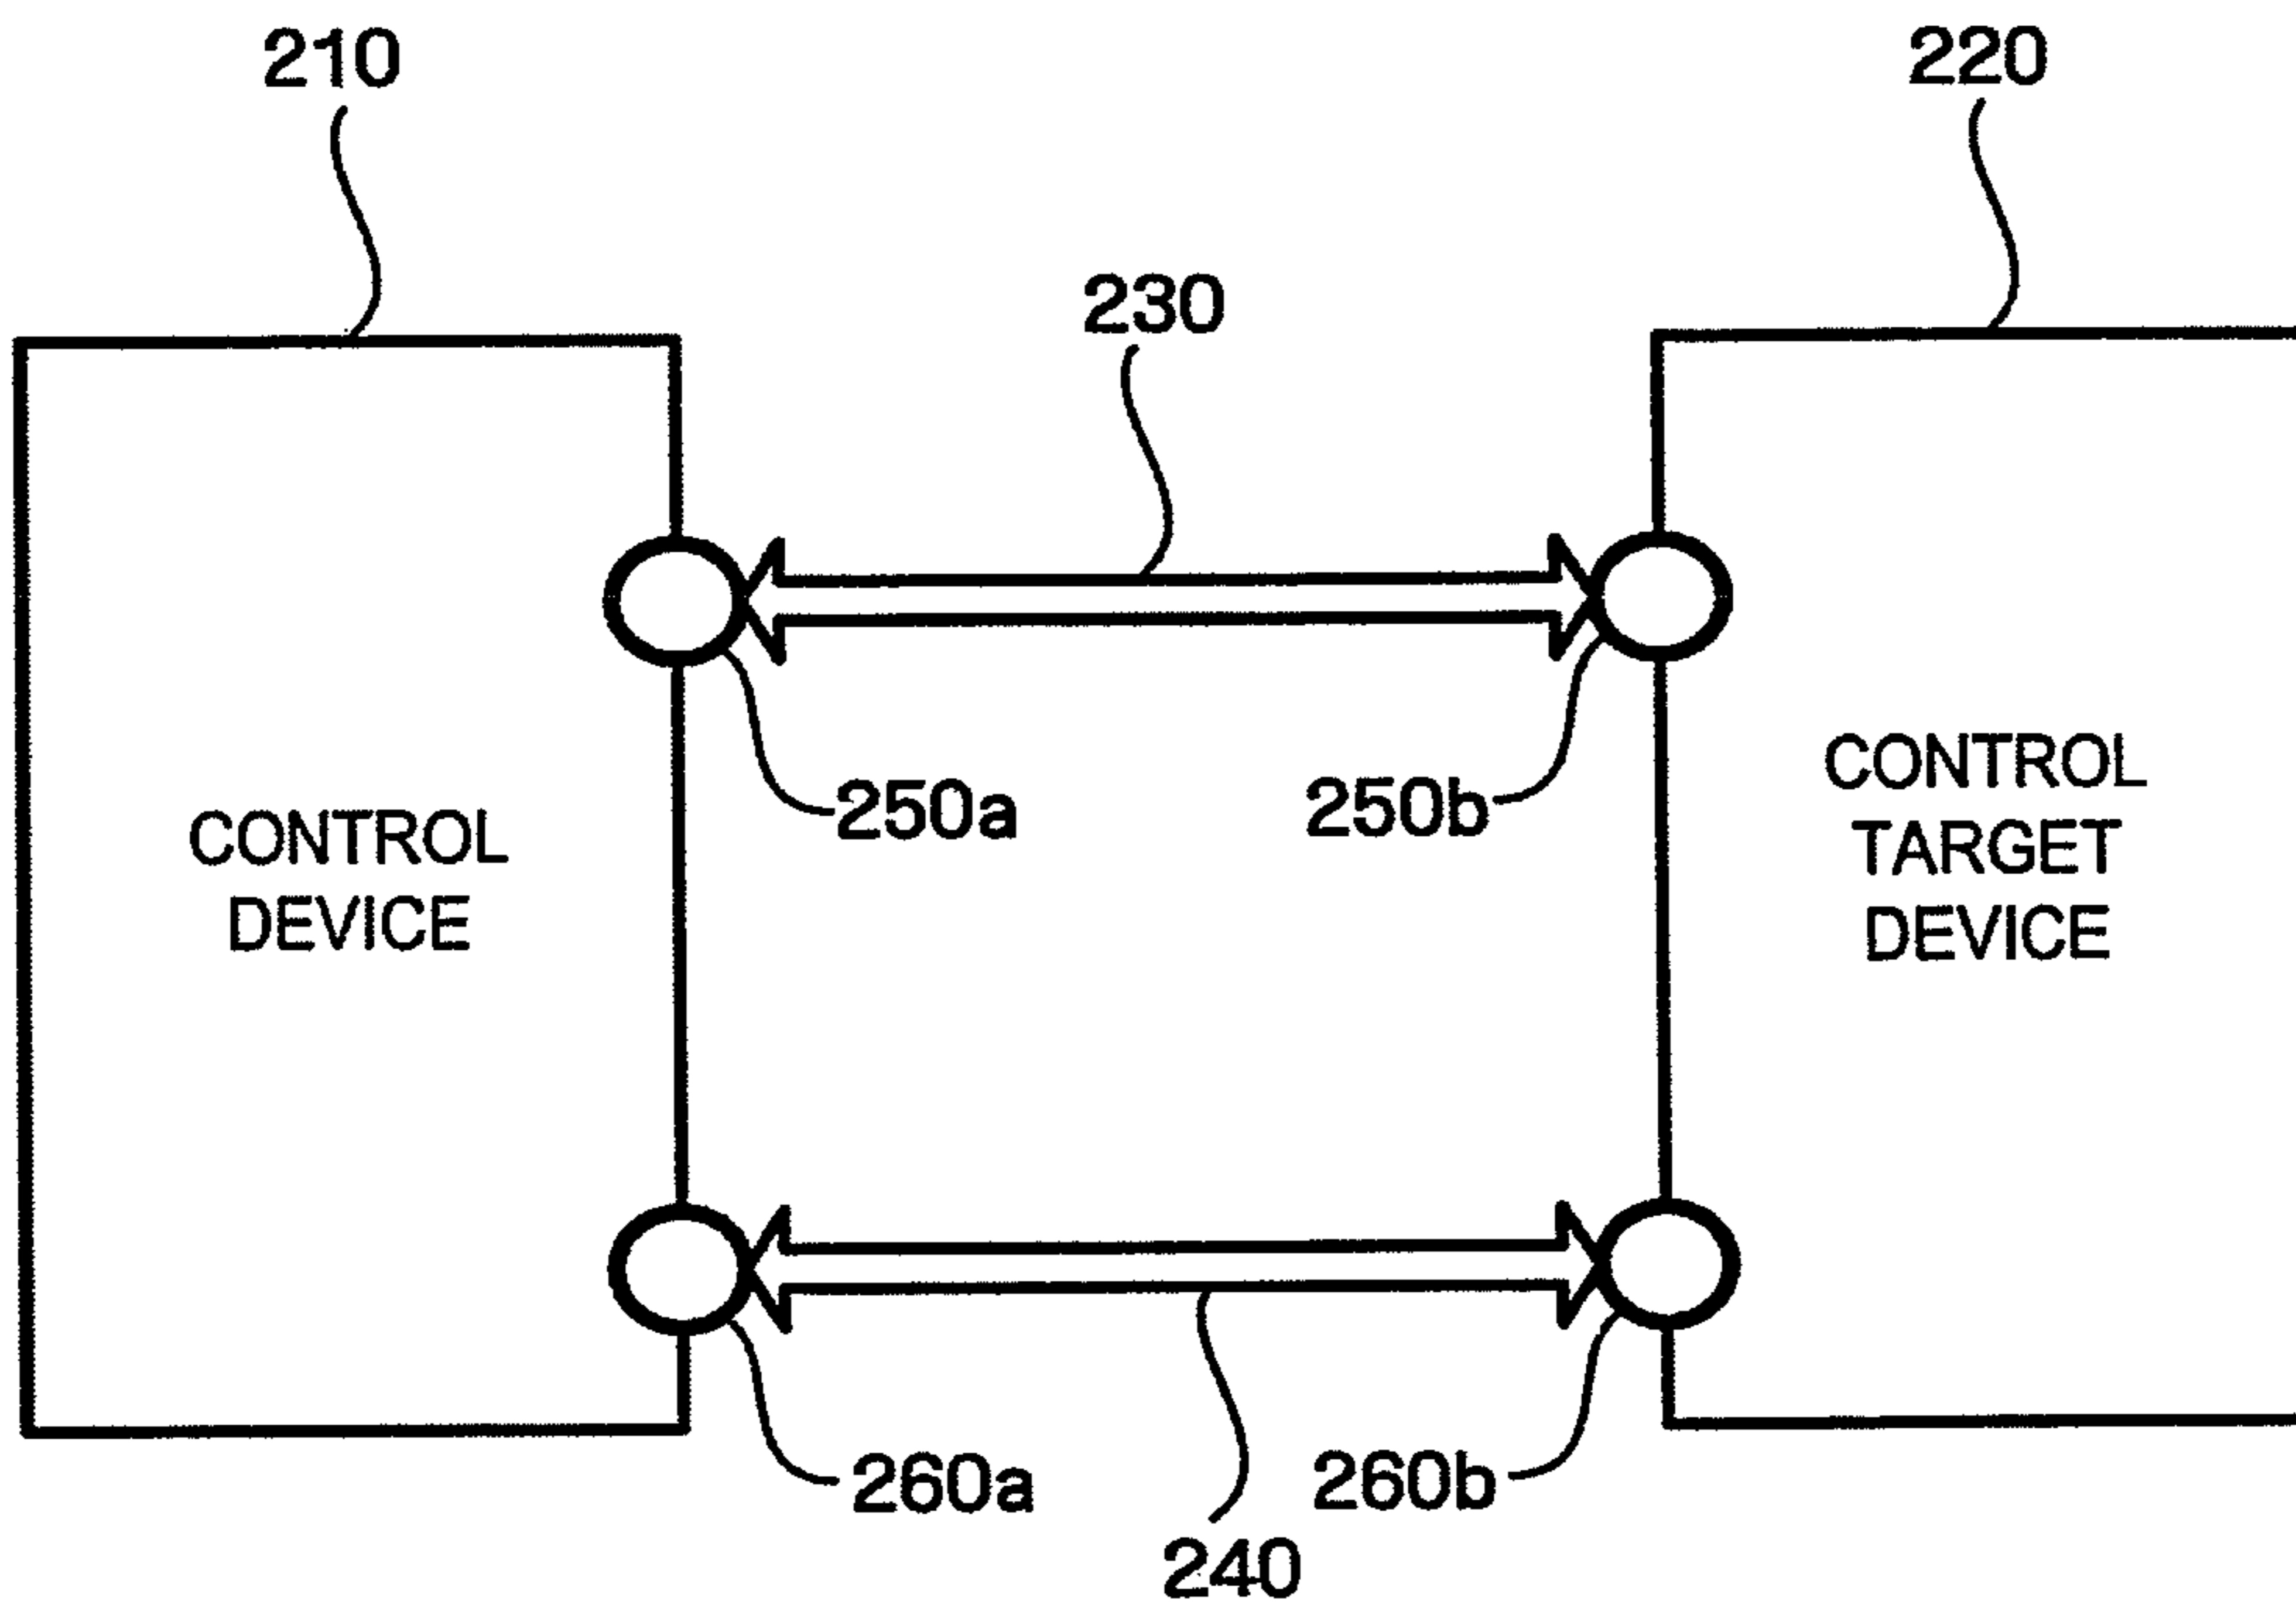 210
220
230
250a
250b
CONTROL
DEVICE
CONTROL
TARGET
DEVICE
260a
260b
240